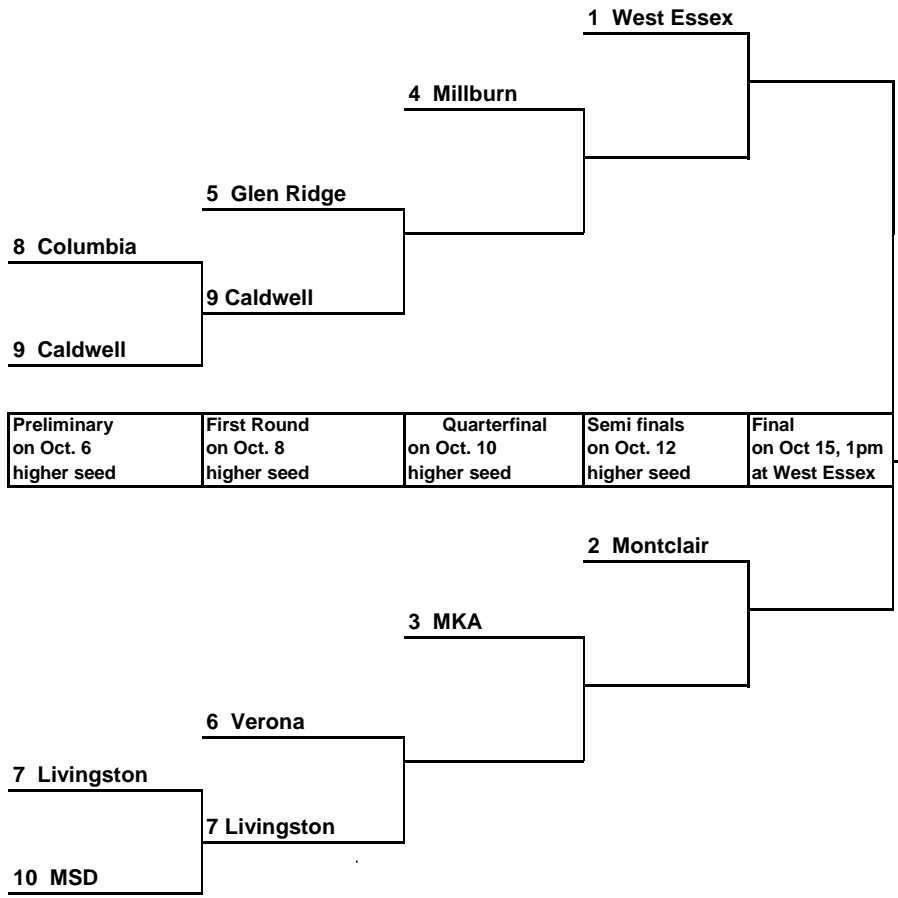 1 West Essex
4 Millburn
5 Glen Ridge
8 Columbia
9 Caldwell
9 Caldwell
Preliminary
on Oct. 6
higher seed
First Round
on Oct. 8
higher seed
Quarterfinal
on Oct. 10
higher seed
Semi finals
on Oct. 12
higher seed
Final
on Oct 15, 1pm
at West Essex
2 Montclair
3 MKA
6 Verona
7 Livingston
7 Livingston
10 MSD